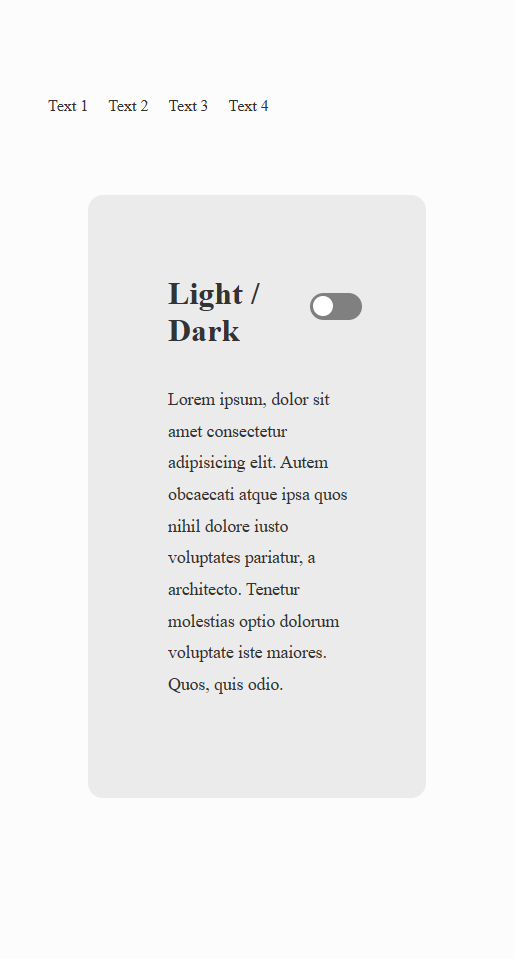 Text 1 Text 2 Text 3 Text 4
Light /
Dark
Lorem ipsum, dolor sit
amet consectetur
adipisicing elit. Autem
obcaecati atque ipsa quos
nihil dolore iusto
voluptates pariatur, a
architecto. Tenetur
molestias optio dolorum
voluptate iste maiores.
Quos, quis odio.